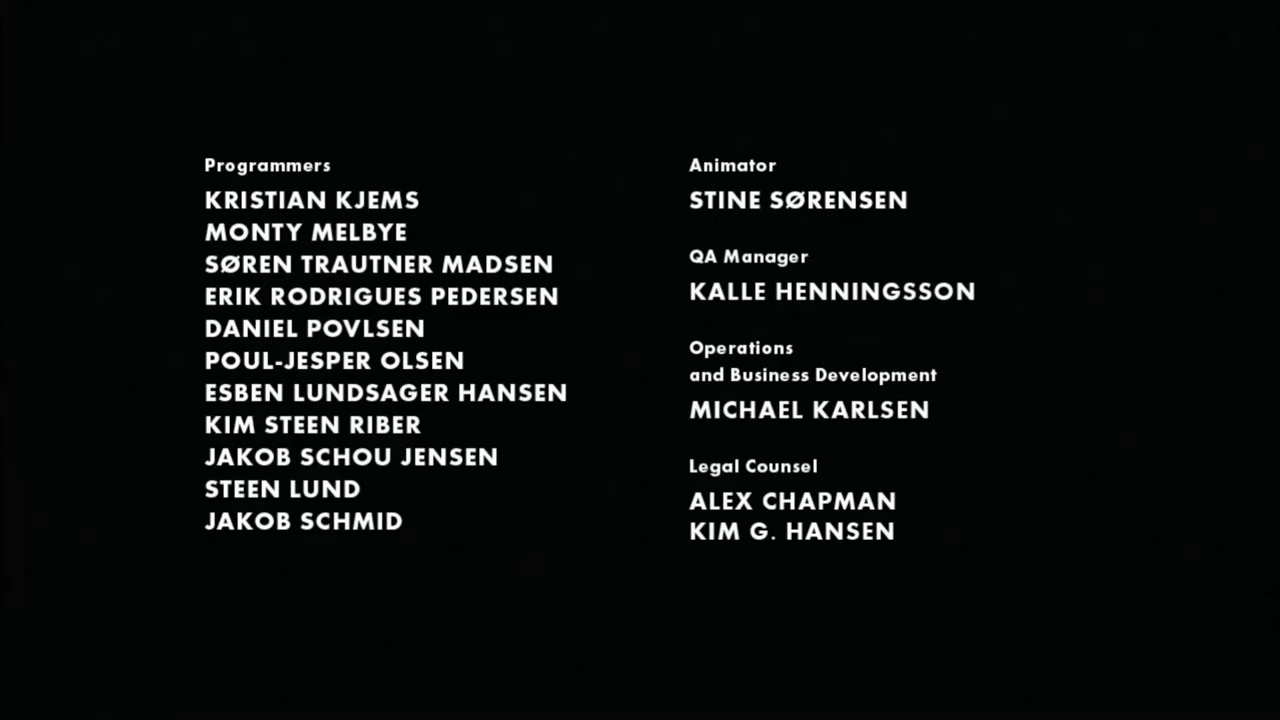 Programmers
KRISTIAN KJEMS
MONTY MELBYE
SØREN TRAUTNER MADSEN
ERIK RODRIGUES PEDERSEN
DANIEL POVLSEN
POUL-JESPER OLSEN
ESBEN LUNDSAGER HANSEN
KIM STEEN RIBER
JAKOB SCHOU JENSEN
STEEN LUND
JAKOB SCHMID
Animator
STINE SØRENSEN
QA Manager
KALLE HENNINGSSON
Operations
and Business Development
MICHAEL KARLSEN
Legal Counsel
ALEX CHAPMAN
KIM G. HANSEN